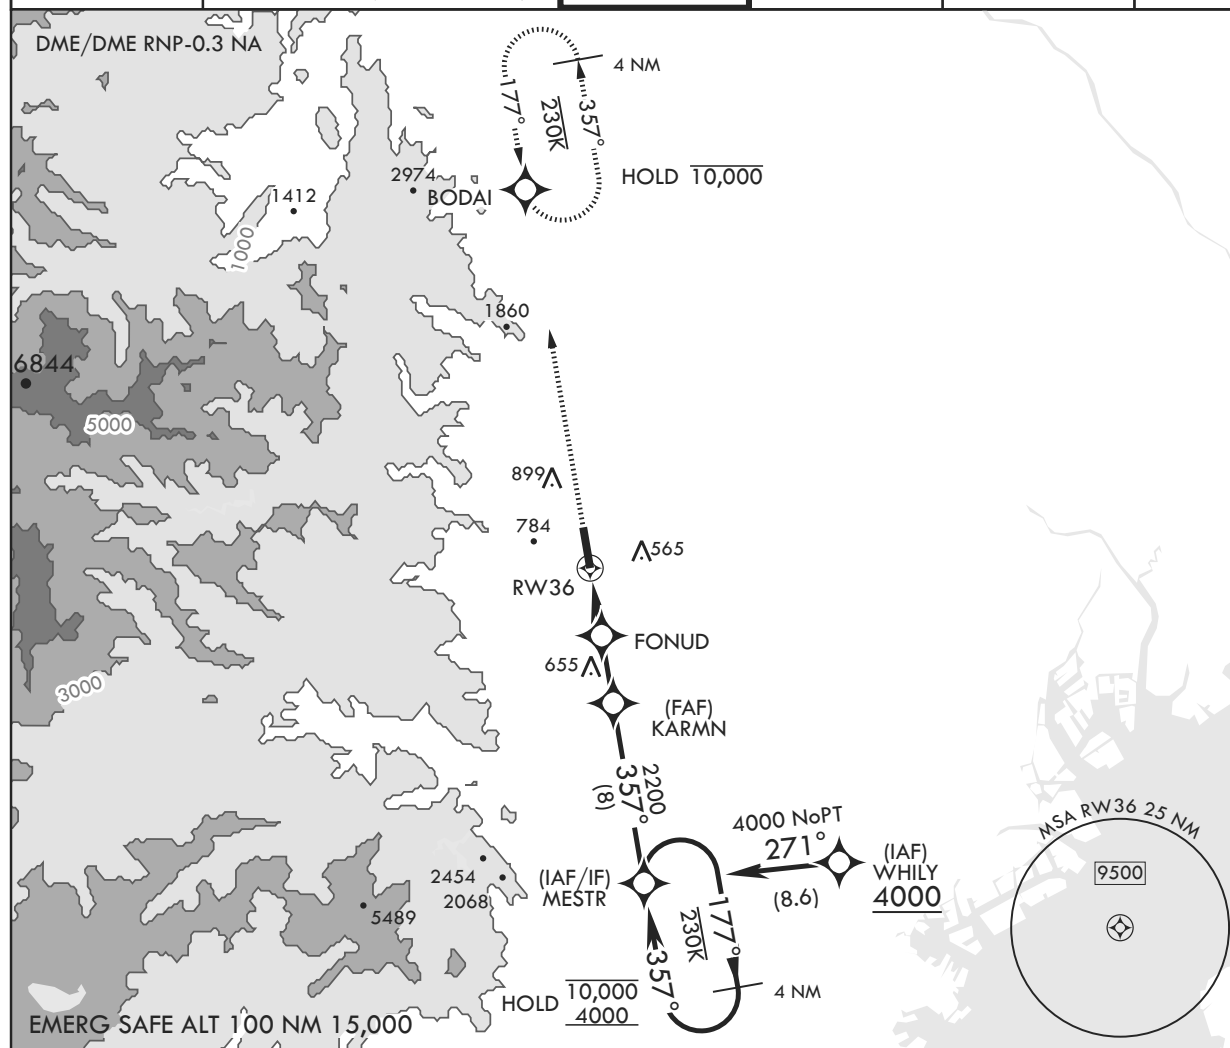 DME/DME RNP-0.3 NA
4 NM
177°
230K
357°
HOLD 10,000
2974
BODAI
1412
1000
1860
6844
5000
899
784
565
RW36
FONUD
655
3000
(FAF)
KARMN
2200
357°
(8)
MSA RW36 25 NM
9500
4000 NoPT
271°
(8.6)
(IAF)
WHILY
4000
(IAF/IF)
MESTR
2454
2068
5489
177°
230K
357°
4 NM
HOLD 10,000
4000
EMERG SAFE ALT 100 NM 15,000